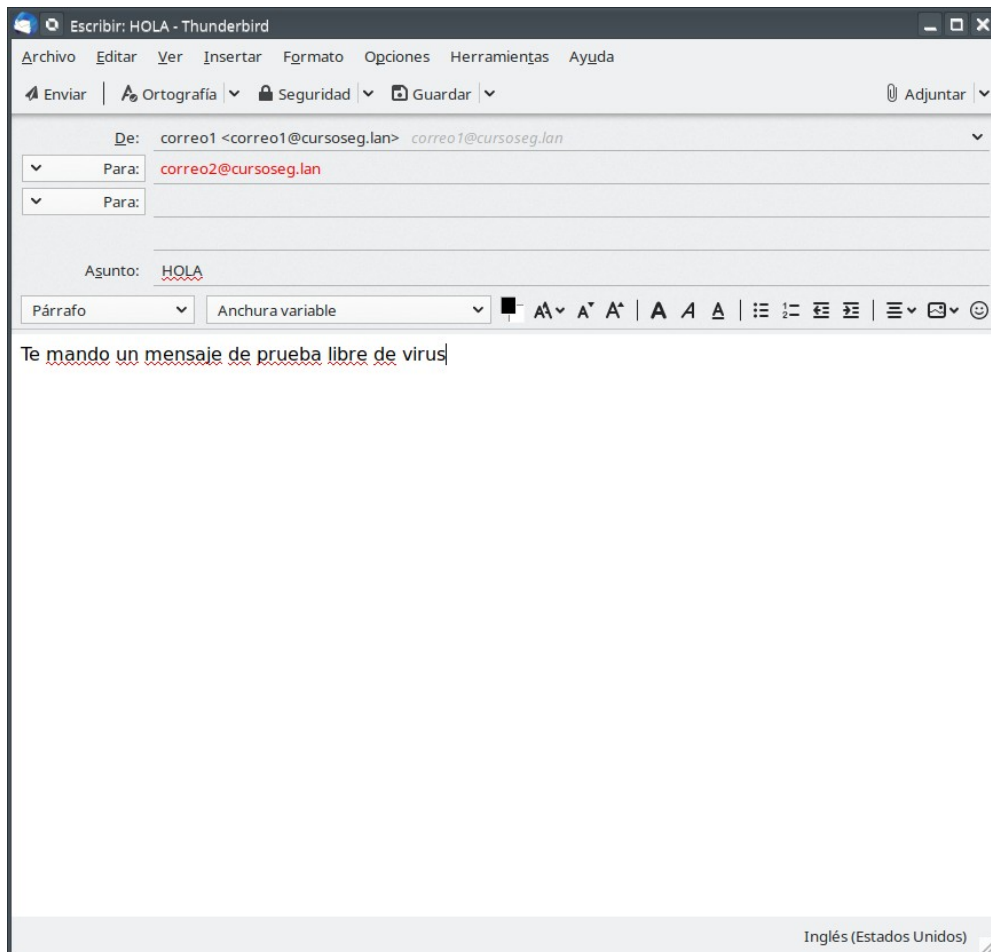 Escribir: HOLA - Thunderbird
Archivo Editar Ver Insertar Formato Opciones Herramientas Ayuda
Enviar Ortografía Seguridad Guardar Adjuntar
De: correo1 <correo1@cursoseg.lan> correo1@cursoseg.lan
Para: correo2@cursoseg.lan
Para:
Asunto: HOLA
Párrafo Anchura variable
Te mando un mensaje de prueba libre de virus
Inglés (Estados Unidos)